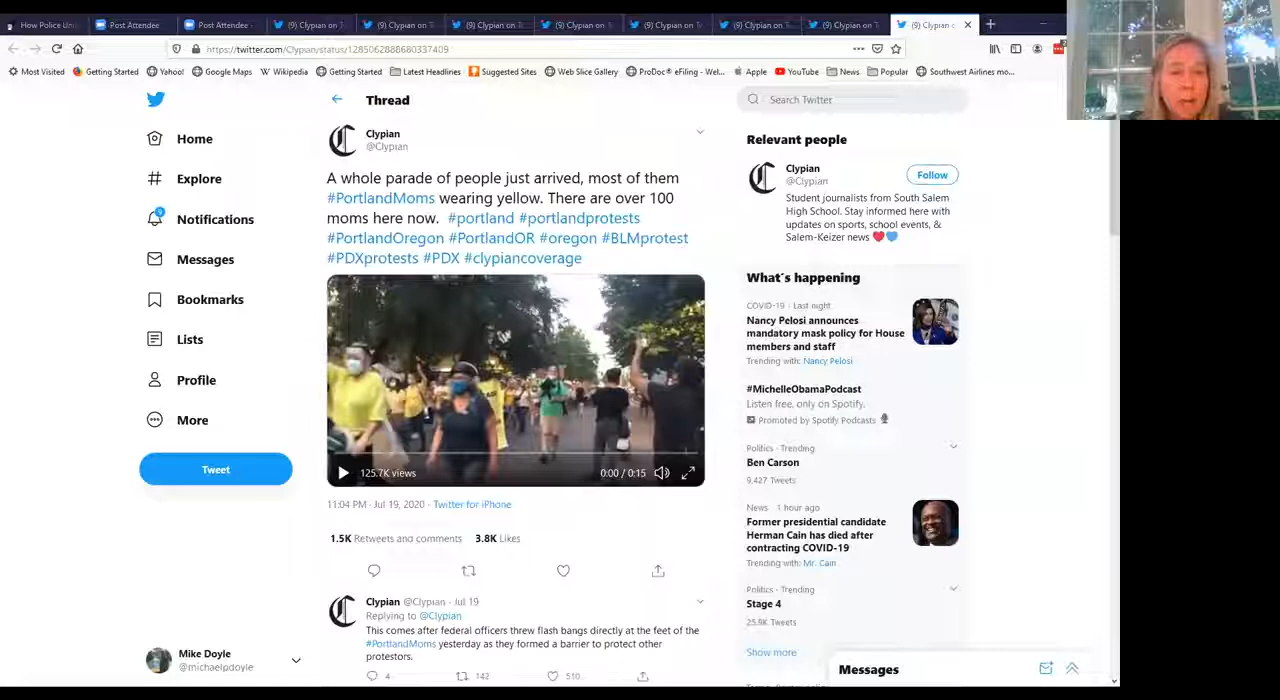 How Police Uni
Post Attendee
Post Attendee
(9) Clypian on T
(9) Clypian on T
(9) Clypian on T
(9) Clypian on T
(9) Clypian on T
(9) Clypian on T
(9) Clypian on T
(9) Clypian
https://twitter.com/Clypian/status/1285062888680337409
Most Visited
Getting Started
Yahoo!
Google Maps
Wikipedia
Getting Started
Latest Headlines
Suggested Sites
Web Slice Gallery
ProDoc® eFiling - Wel...
Apple
YouTube
News
Popular
Southwest Airlines mo...
Home
Explore
Notifications
Messages
Bookmarks
Lists
Profile
More
Tweet
Mike Doyle
@michaelpdoyle
Thread
Clypian
@Clypian
A whole parade of people just arrived, most of them
#PortlandMoms wearing yellow. There are over 100
moms here now. #portland #portlandprotests
#PortlandOregon #PortlandOR #oregon #BLMprotest
#PDXprotests #PDX #clypiancoverage
125.7K views
0:00 / 0:15
11:04 PM · Jul 19, 2020 · Twitter for iPhone
1.5K Retweets and comments 3.8K Likes
Clypian @Clypian · Jul 19
Replying to @Clypian
This comes after federal officers threw flash bangs directly at the feet of the
#PortlandMoms yesterday as they formed a barrier to protect other
protestors.
4
142
510
Search Twitter
Relevant people
Clypian
@Clypian
Follow
Student journalists from South Salem
High School. Stay informed here with
updates on sports, school events, &
Salem-Keizer news
What's happening
COVID-19 · Last night
Nancy Pelosi announces
mandatory mask policy for House
members and staff
Trending with: Nancy Pelosi
#MichelleObamaPodcast
Listen free, only on Spotify.
Promoted by Spotify Podcasts
Politics · Trending
Ben Carson
9,427 Tweets
News · 1 hour ago
Former presidential candidate
Herman Cain has died after
contracting COVID-19
Trending with: Mr. Cain
Politics · Trending
Stage 4
25.9K Tweets
Show more
Messages